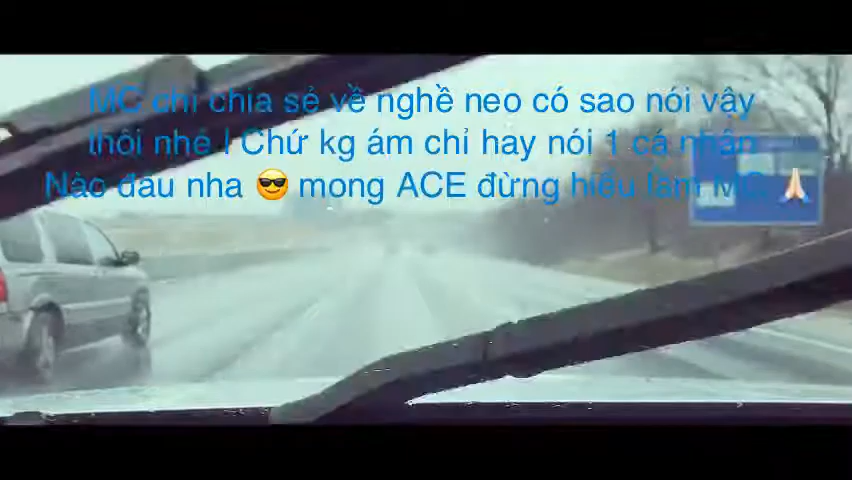 MC chỉ chia sẻ về nghề neo có sao nói vậy
thôi nhé ! Chứ kg ám chỉ hay nói 1 cá nhân
Nào đâu nha 😎 mong ACE đừng hiểu lầm MC 🙏🏻